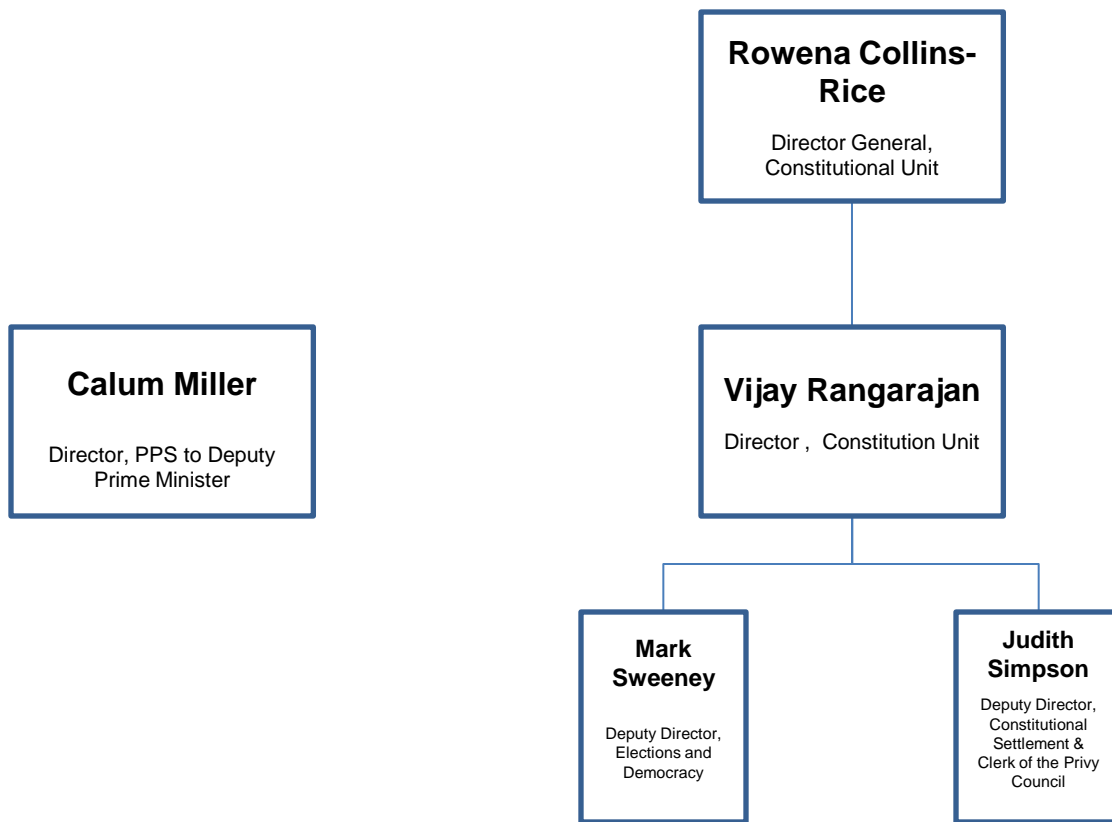 Rowena Collins-
Rice
Director General,
Constitutional Unit
Calum Miller
Director, PPS to Deputy
Prime Minister
Vijay Rangarajan
Director ,  Constitution Unit
Mark
Sweeney
Deputy Director,
Elections and
Democracy
Judith
Simpson
Deputy Director,
Constitutional
Settlement &
Clerk of the Privy
Council